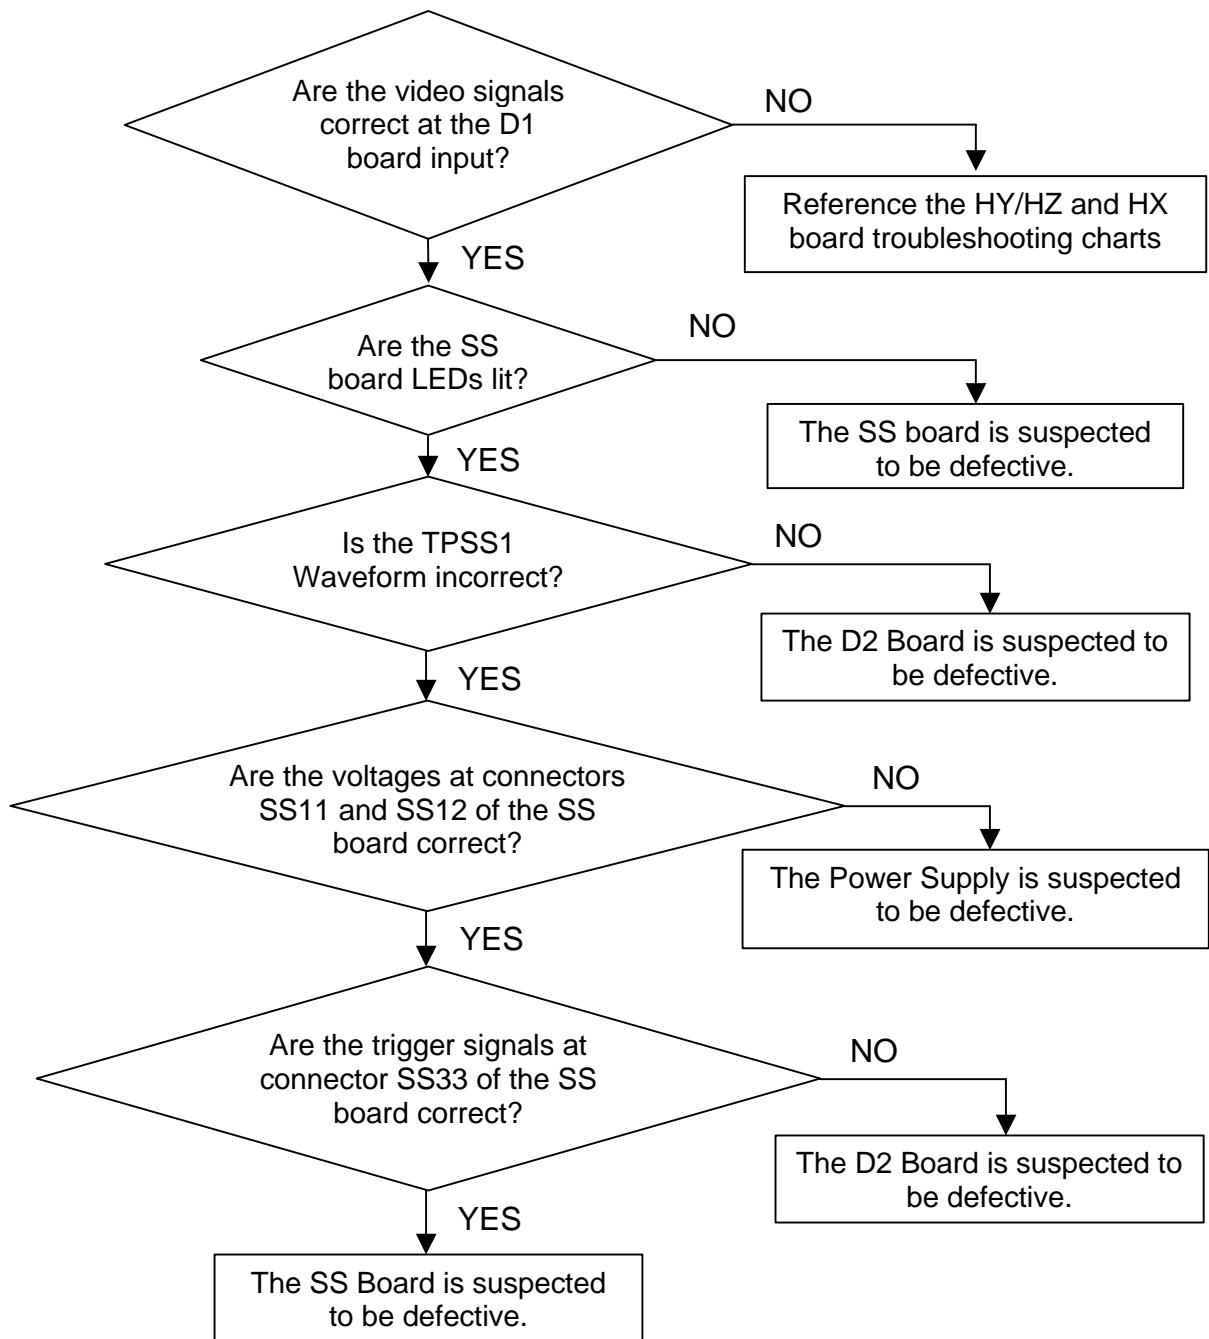 Are the video signals
correct at the D1
board input?
NO
Reference the HY/HZ and HX
board troubleshooting charts
YES
Are the SS
board LEDs lit?
NO
The SS board is suspected
to be defective.
YES
Is the TPSS1
Waveform incorrect?
NO
The D2 Board is suspected to
be defective.
YES
Are the voltages at connectors
SS11 and SS12 of the SS
board correct?
NO
The Power Supply is suspected
to be defective.
YES
Are the trigger signals at
connector SS33 of the SS
board correct?
NO
The D2 Board is suspected to
be defective.
YES
The SS Board is suspected
to be defective.